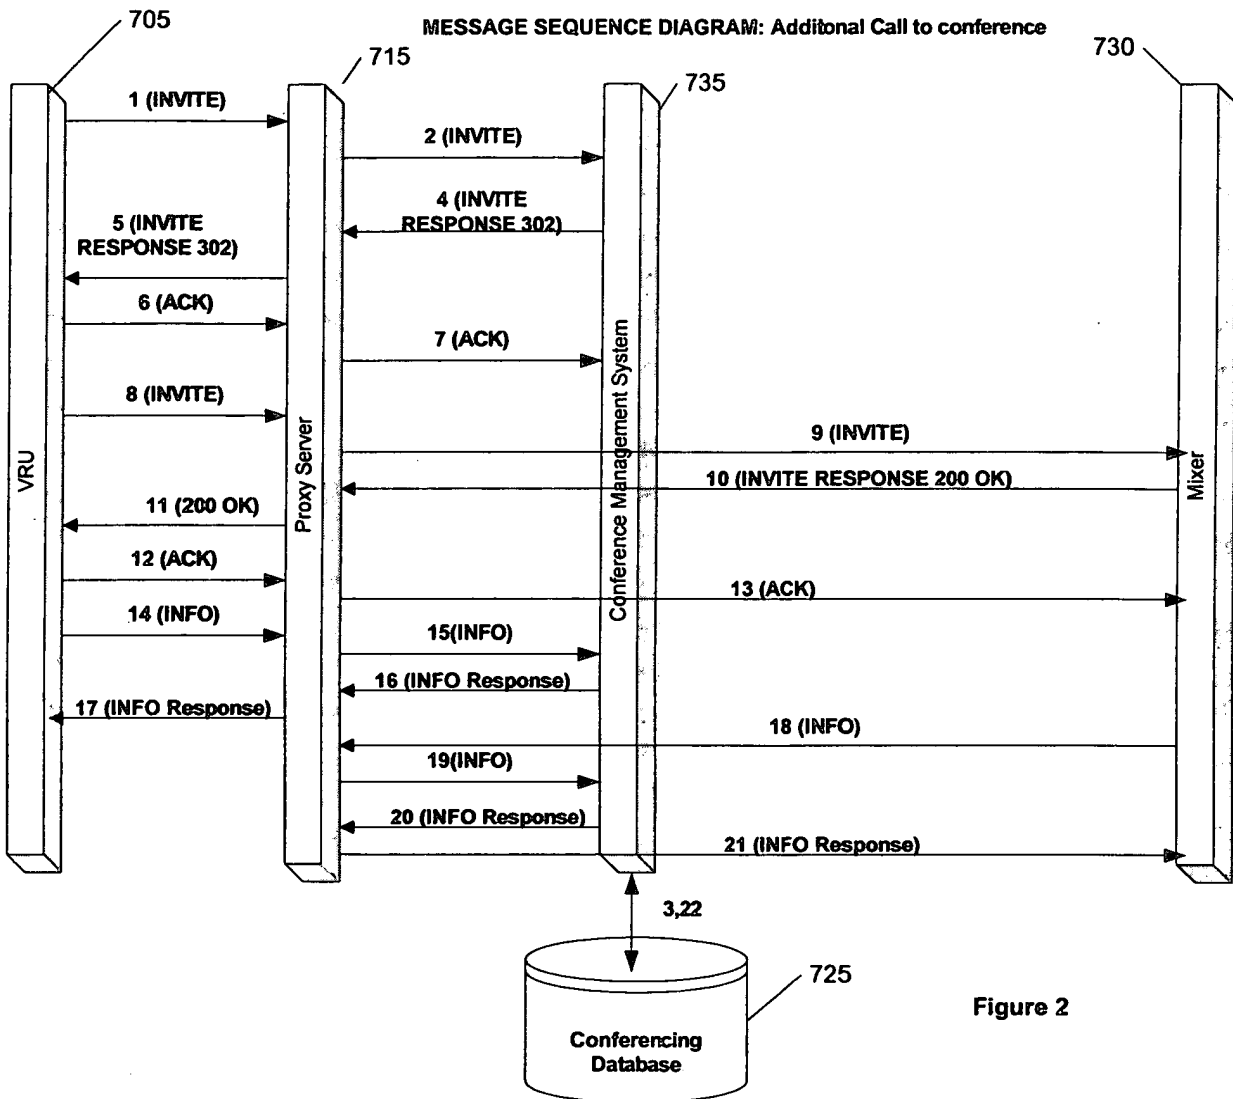 705
MESSAGE SEQUENCE DIAGRAM: Additonal Call to conference
715
735
730
1 (INVITE)
2 (INVITE)
4 (INVITE
RESPONSE 302)
5 (INVITE
RESPONSE 302)
6 (ACK)
7 (ACK)
8 (INVITE)
9 (INVITE)
10 (INVITE RESPONSE 200 OK)
11 (200 OK)
12 (ACK)
13 (ACK)
14 (INFO)
15(INFO)
16 (INFO Response)
17 (INFO Response)
18 (INFO)
19(INFO)
20 (INFO Response)
21 (INFO Response)
VRU
Proxy Server
Conference Management System
Mixer
3,22
725
Conferencing
Database
Figure 2